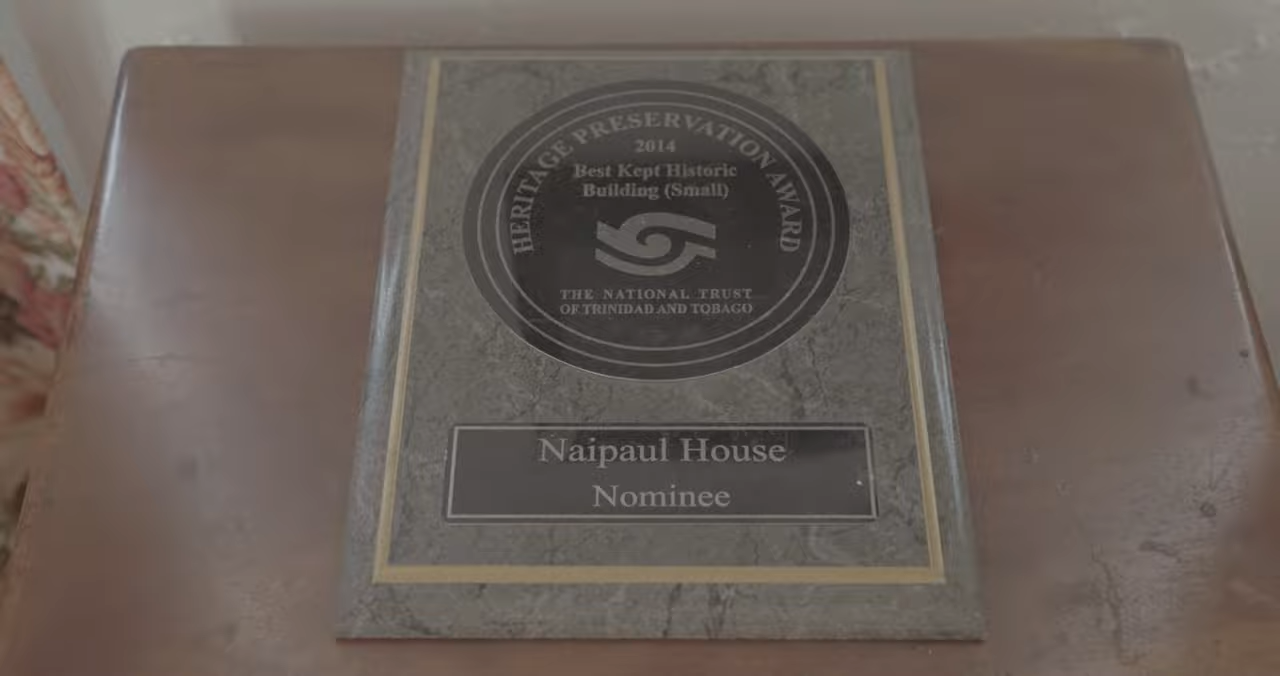 HERITAGE PRESERVATION AWARD
2014
Best Kept Historic
Building (Small)
THE NATIONAL TRUST
OF TRINIDAD AND TOBAGO
Naipaul House
Nominee